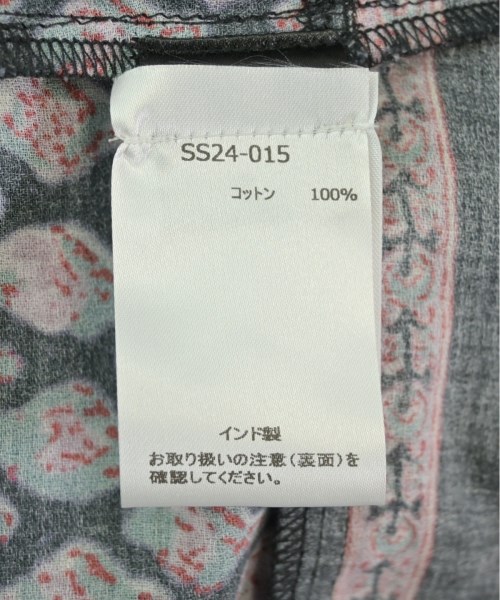 SS24-015
コットン 100%
インド製
お取り扱いの注意(裏面)を
確認してください。